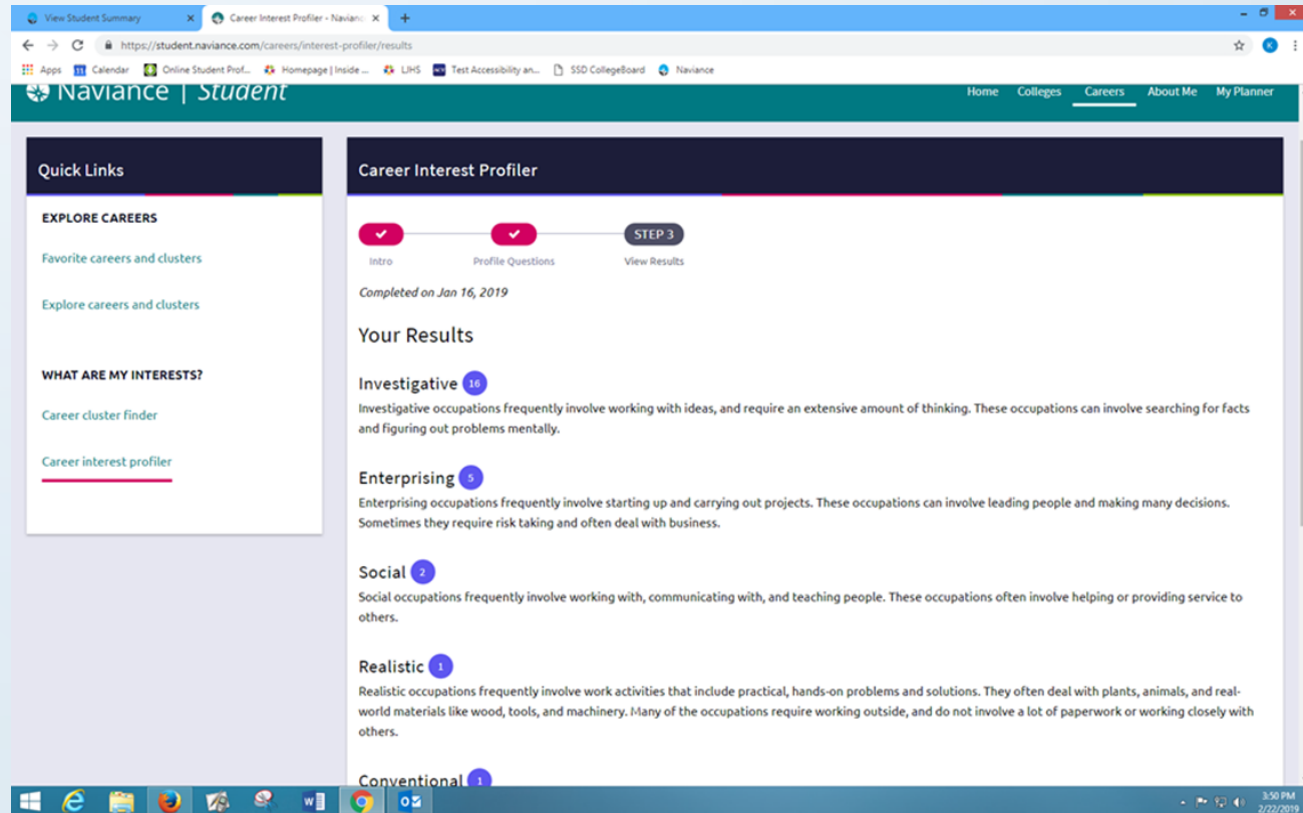 View Student Summary
Career Interest Profiler - Navianc
https://student.naviance.com/careers/interest-profiler/results
K
Apps
11 Calendar
Online Student Prof...
Homepage | Inside ...
LJHS
Test Accessibility an...
SSD CollegeBoard
Naviance
Naviance | Student
Home Colleges Careers About Me My Planner
Quick Links
EXPLORE CAREERS
Favorite careers and clusters
Explore careers and clusters
WHAT ARE MY INTERESTS?
Career cluster finder
Career interest profiler
Career Interest Profiler
STEP 3
Intro Profile Questions View Results
Completed on Jan 16, 2019
Your Results
Investigative 16
Investigative occupations frequently involve working with ideas, and require an extensive amount of thinking. These occupations can involve searching for facts
and figuring out problems mentally.
Enterprising 5
Enterprising occupations frequently involve starting up and carrying out projects. These occupations can involve leading people and making many decisions.
Sometimes they require risk taking and often deal with business.
Social 2
Social occupations frequently involve working with, communicating with, and teaching people. These occupations often involve helping or providing service to
others.
Realistic 1
Realistic occupations frequently involve work activities that include practical, hands-on problems and solutions. They often deal with plants, animals, and real-
world materials like wood, tools, and machinery. Many of the occupations require working outside, and do not involve a lot of paperwork or working closely with
others.
Conventional 1
3:50 PM
2/22/2019